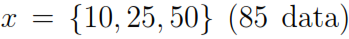 x = {10, 25, 50} (85 data)